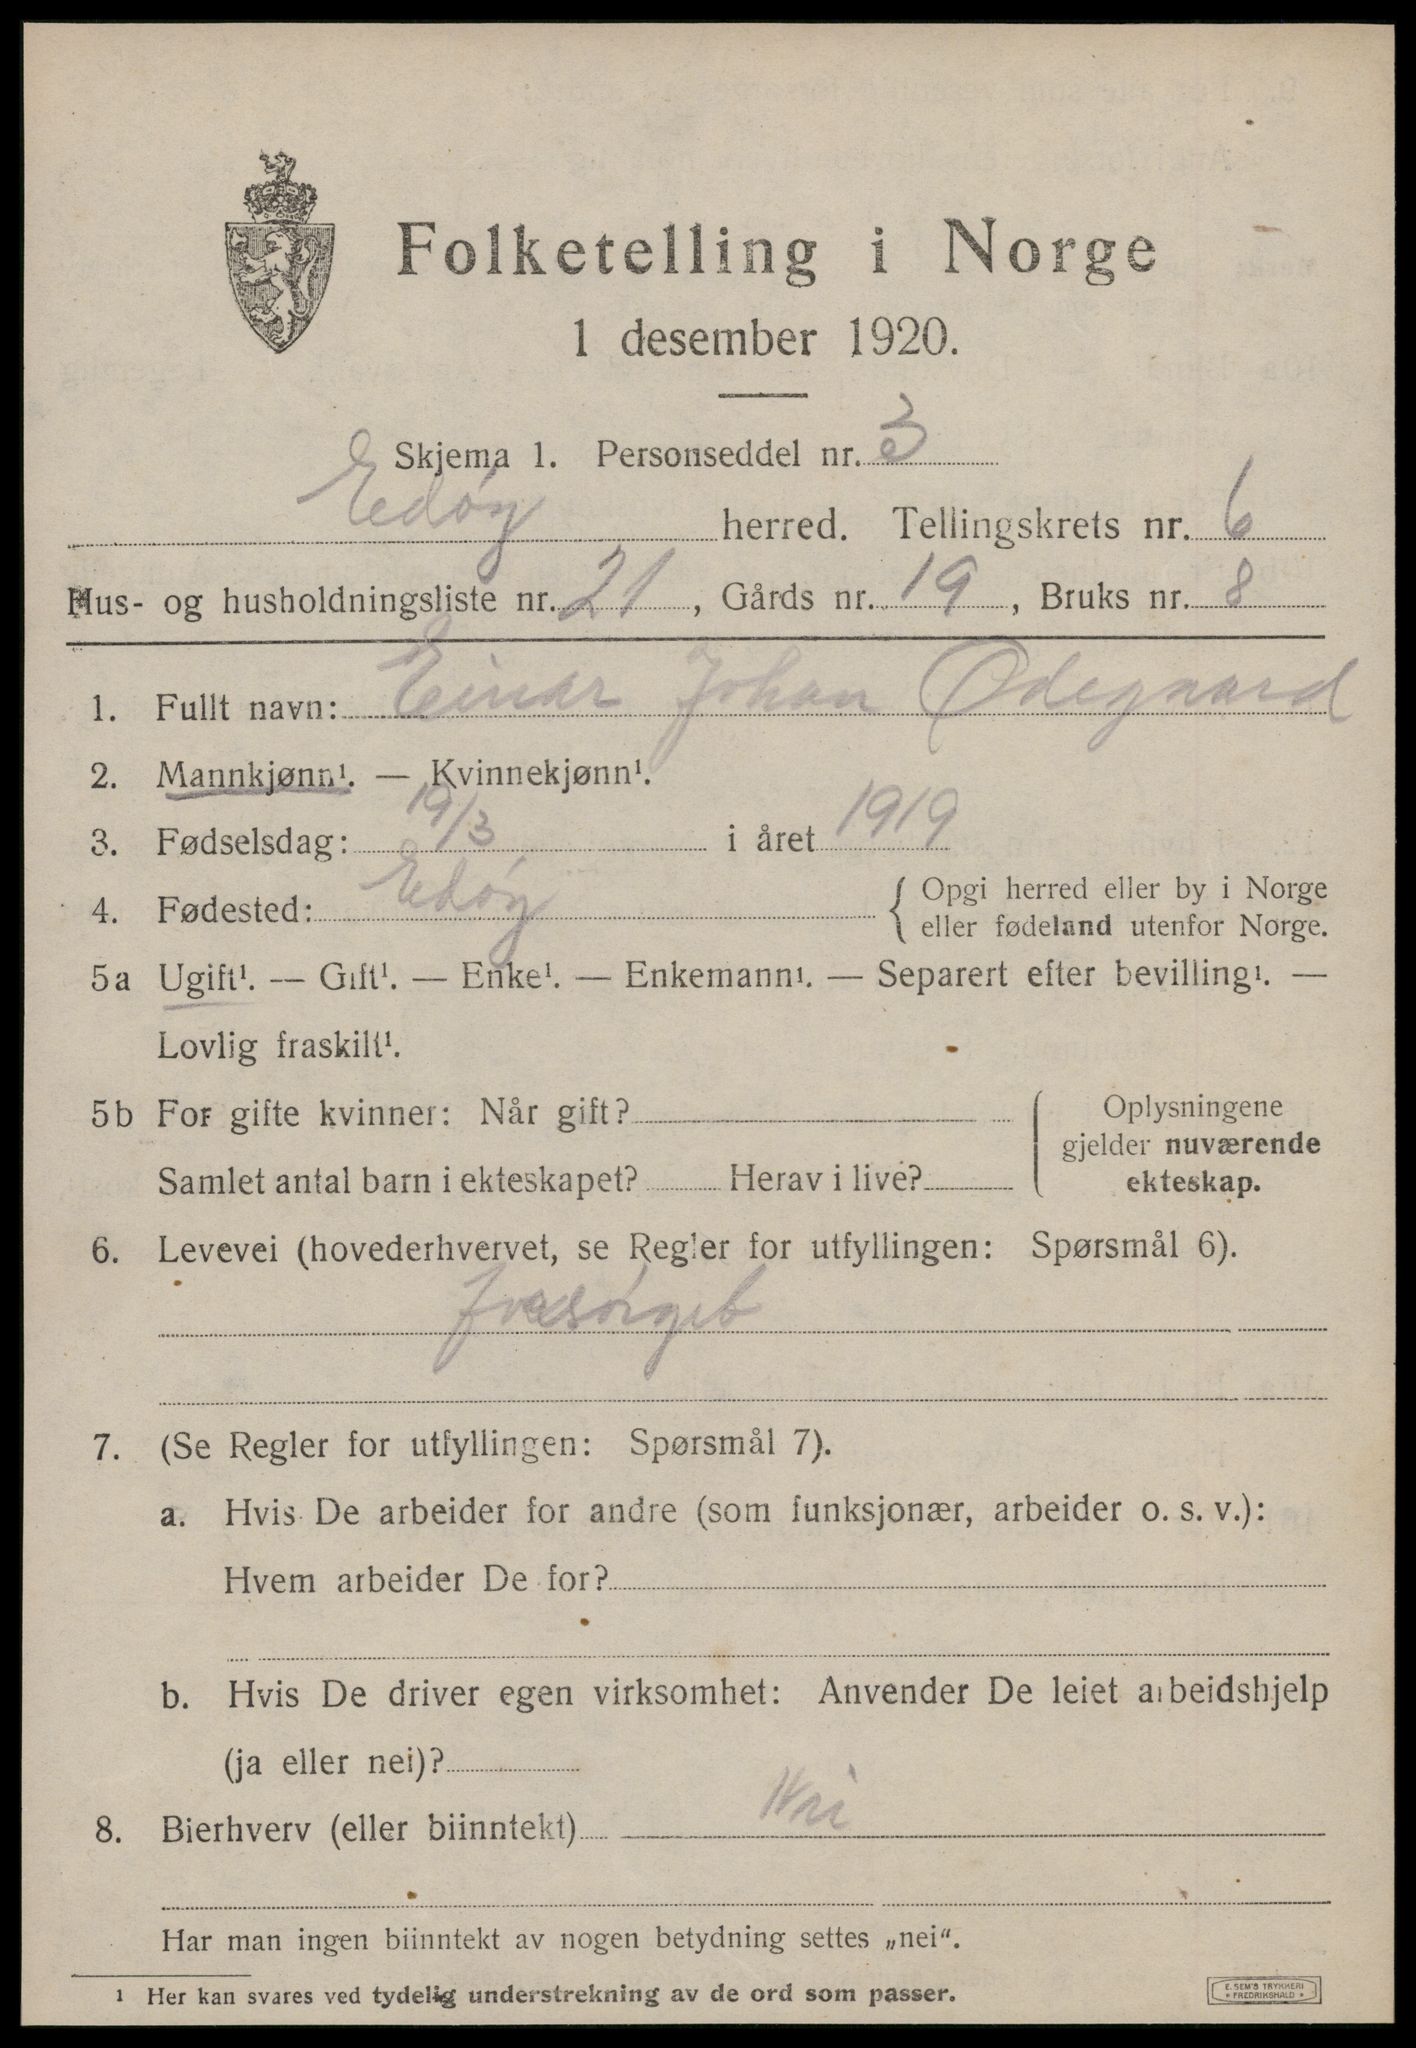 Folketelling i Norge
1 desember 1920.
Skjema 1. Personseddel nr. 3
Edøy herred. Tellingskrets nr. 6
Hus- og husholdningsliste nr. 21, Gårds nr. 19, Bruks nr. 8
1. Fullt navn: Einar Johan Ødegaard
2. Mannkjønn¹. — Kvinnekjønn¹.
3. Fødselsdag: 19/3 i året 1919
4. Fødested: Edøy { Opgi herred eller by i Norge
eller fødeland utenfor Norge.
5a Ugift¹. — Gift¹. — Enke¹. — Enkemann¹. — Separert efter bevilling¹. —
Lovlig fraskilt¹.
5b For gifte kvinner: Når gift? { Oplysningene
gjelder nuværende
Samlet antal barn i ekteskapet? Herav i live? ekteskap.
6. Levevei (hovederhvervet, se Regler for utfyllingen: Spørsmål 6).
forsörget
7. (Se Regler for utfyllingen: Spørsmål 7).
a. Hvis De arbeider for andre (som funksjonær, arbeider o. s. v.):
Hvem arbeider De for?
b. Hvis De driver egen virksomhet: Anvender De leiet arbeidshjelp
(ja eller nei)?
8. Bierhverv (eller biinntekt) Nei
Har man ingen biinntekt av nogen betydning settes „nei“.
¹ Her kan svares ved tydelig understrekning av de ord som passer.
E. SEM'S TRYKKERI
* FREDRIKSHALD *